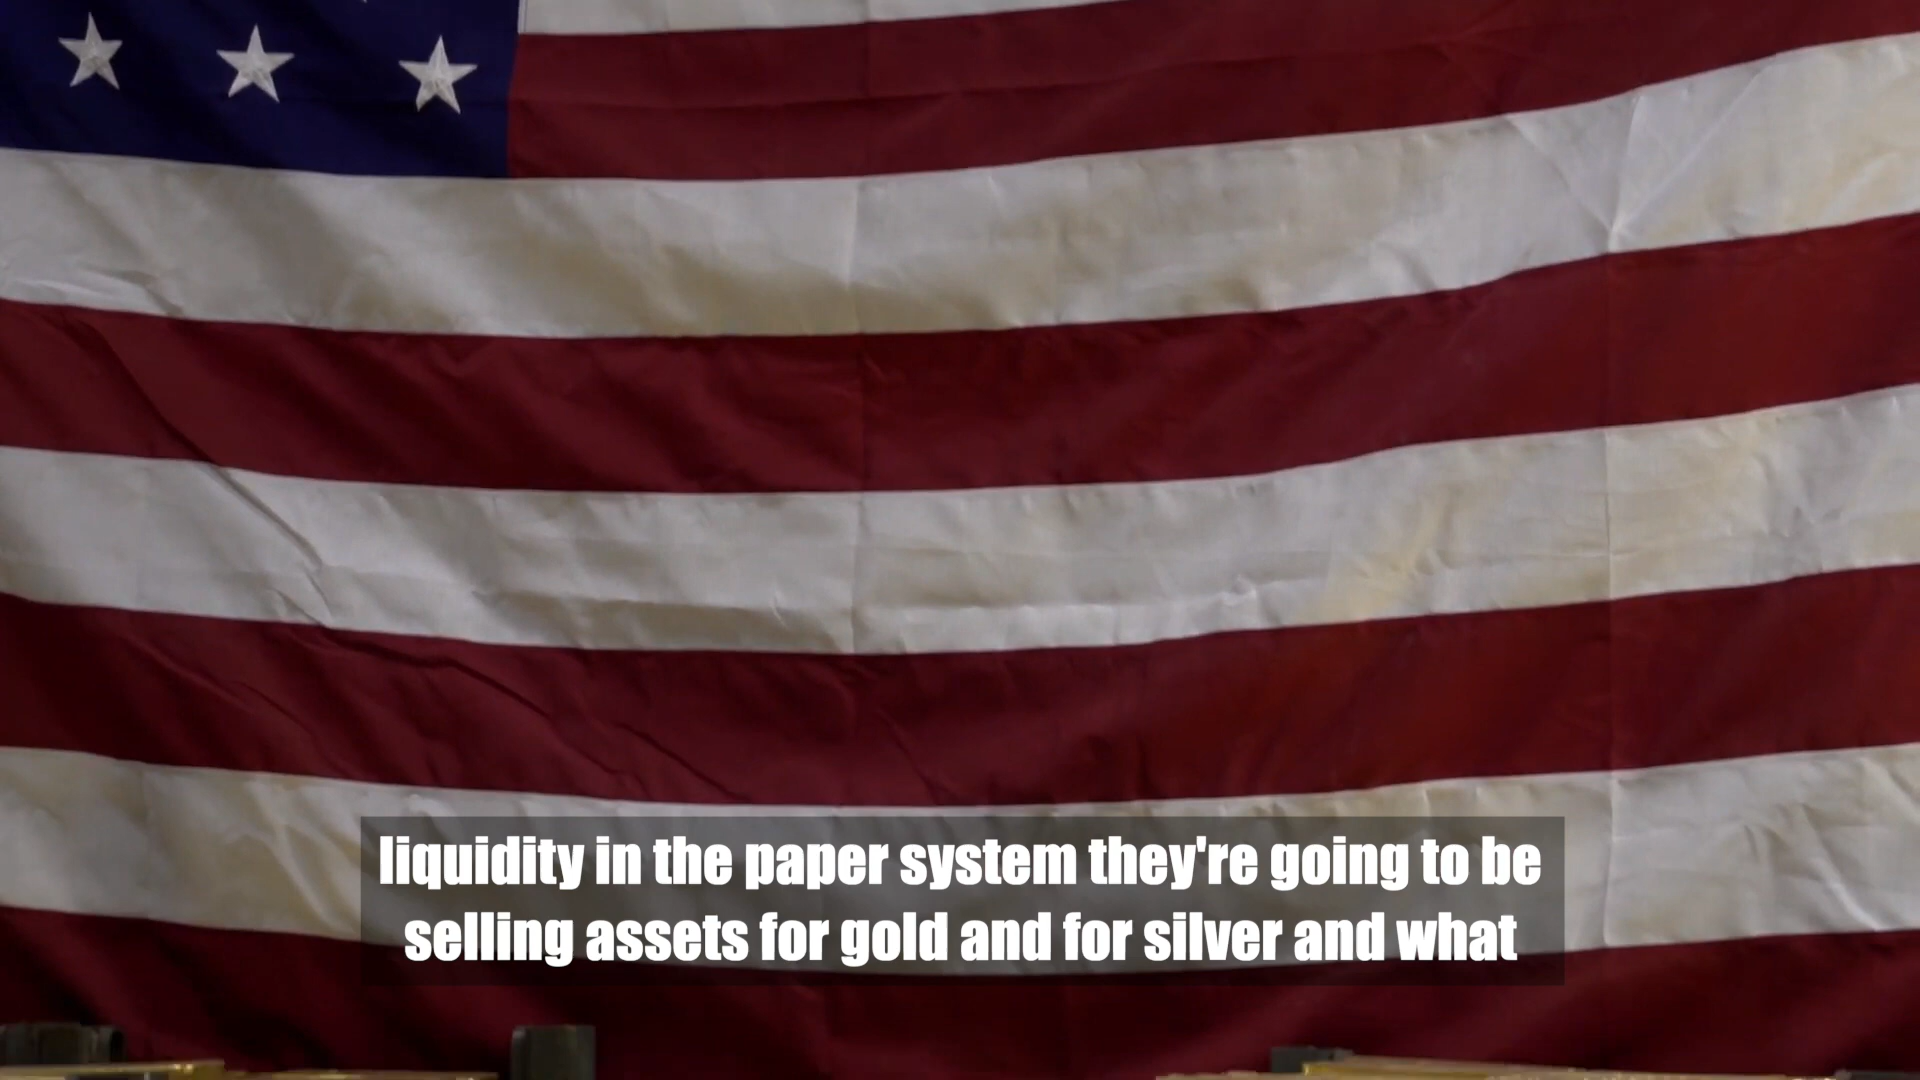 liquidity in the paper system they're going to be
selling assets for gold and for silver and what